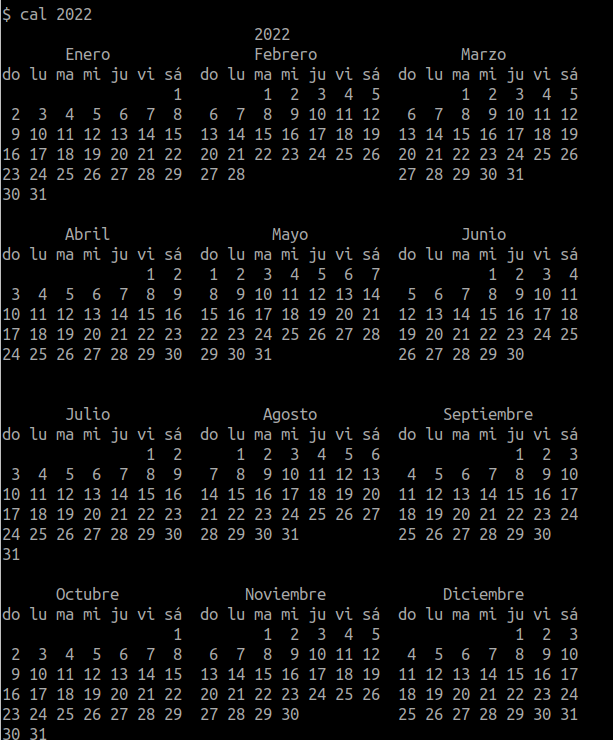 $ cal 2022
                            2022
       Enero                Febrero                Marzo
do lu ma mi ju vi sá  do lu ma mi ju vi sá  do lu ma mi ju vi sá
                   1         1  2  3  4  5         1  2  3  4  5
 2  3  4  5  6  7  8   6  7  8  9 10 11 12   6  7  8  9 10 11 12
 9 10 11 12 13 14 15  13 14 15 16 17 18 19  13 14 15 16 17 18 19
16 17 18 19 20 21 22  20 21 22 23 24 25 26  20 21 22 23 24 25 26
23 24 25 26 27 28 29  27 28                 27 28 29 30 31
30 31

       Abril                  Mayo                 Junio
do lu ma mi ju vi sá  do lu ma mi ju vi sá  do lu ma mi ju vi sá
                1  2   1  2  3  4  5  6  7            1  2  3  4
 3  4  5  6  7  8  9   8  9 10 11 12 13 14   5  6  7  8  9 10 11
10 11 12 13 14 15 16  15 16 17 18 19 20 21  12 13 14 15 16 17 18
17 18 19 20 21 22 23  22 23 24 25 26 27 28  19 20 21 22 23 24 25
24 25 26 27 28 29 30  29 30 31              26 27 28 29 30

       Julio                 Agosto              Septiembre
do lu ma mi ju vi sá  do lu ma mi ju vi sá  do lu ma mi ju vi sá
                1  2      1  2  3  4  5  6               1  2  3
 3  4  5  6  7  8  9   7  8  9 10 11 12 13   4  5  6  7  8  9 10
10 11 12 13 14 15 16  14 15 16 17 18 19 20  11 12 13 14 15 16 17
17 18 19 20 21 22 23  21 22 23 24 25 26 27  18 19 20 21 22 23 24
24 25 26 27 28 29 30  28 29 30 31           25 26 27 28 29 30
31

      Octubre              Noviembre             Diciembre
do lu ma mi ju vi sá  do lu ma mi ju vi sá  do lu ma mi ju vi sá
                   1         1  2  3  4  5               1  2  3
 2  3  4  5  6  7  8   6  7  8  9 10 11 12   4  5  6  7  8  9 10
 9 10 11 12 13 14 15  13 14 15 16 17 18 19  11 12 13 14 15 16 17
16 17 18 19 20 21 22  20 21 22 23 24 25 26  18 19 20 21 22 23 24
23 24 25 26 27 28 29  27 28 29 30           25 26 27 28 29 30 31
30 31